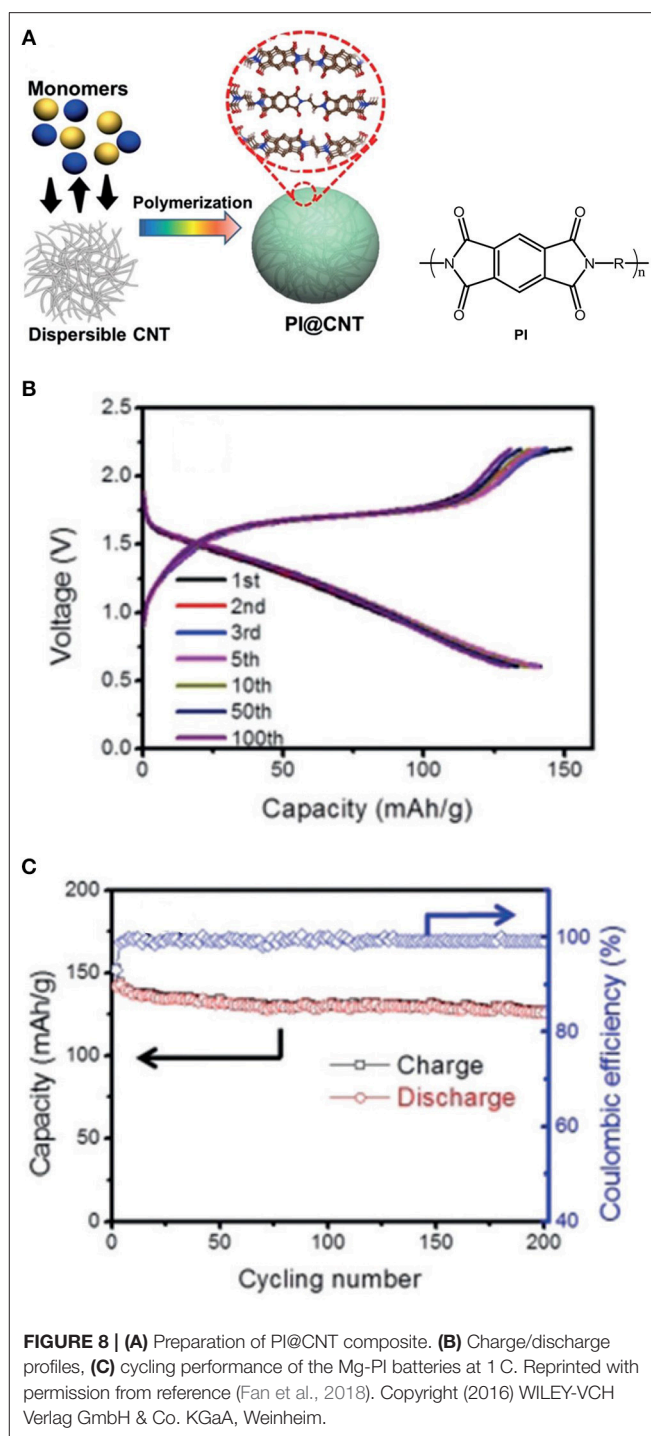 A
Monomers
Polymerization
Dispersible CNT
PI@CNT
O
O
N
N
R
n
O
O
PI
B
2.5
2.0
1.5
1.0
0.5
0.0
Voltage (V)
1st
2nd
3rd
5th
10th
50th
100th
0
50
100
150
Capacity (mAh/g)
C
200
150
100
50
0
Capacity (mAh/g)
100
80
60
40
Coulombic efficiency (%)
Charge
Discharge
0
50
100
150
200
Cycling number
FIGURE 8 | (A) Preparation of PI@CNT composite. (B) Charge/discharge
profiles, (C) cycling performance of the Mg-PI batteries at 1 C. Reprinted with
permission from reference (Fan et al., 2018). Copyright (2016) WILEY-VCH
Verlag GmbH & Co. KGaA, Weinheim.